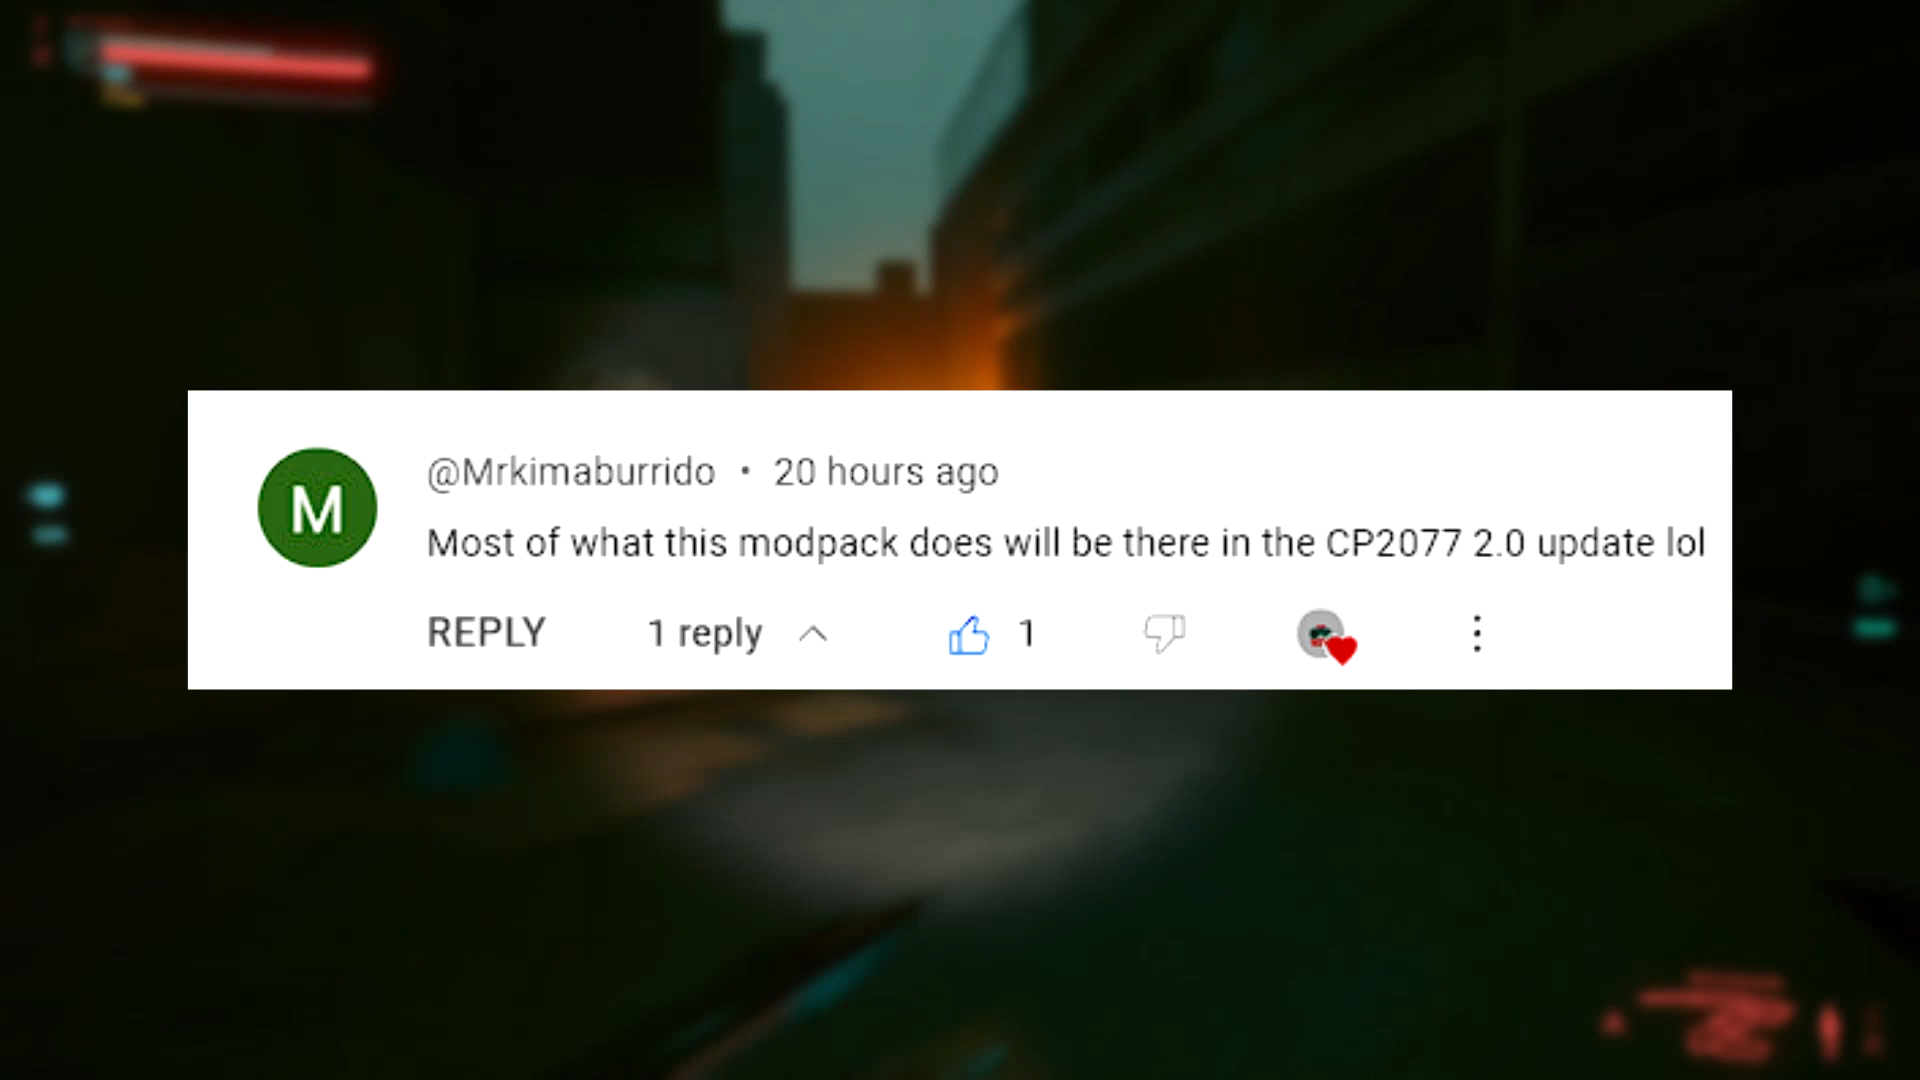 M
@Mrkimaburrido • 20 hours ago
Most of what this modpack does will be there in the CP2077 2.0 update lol
REPLY 1 reply 1